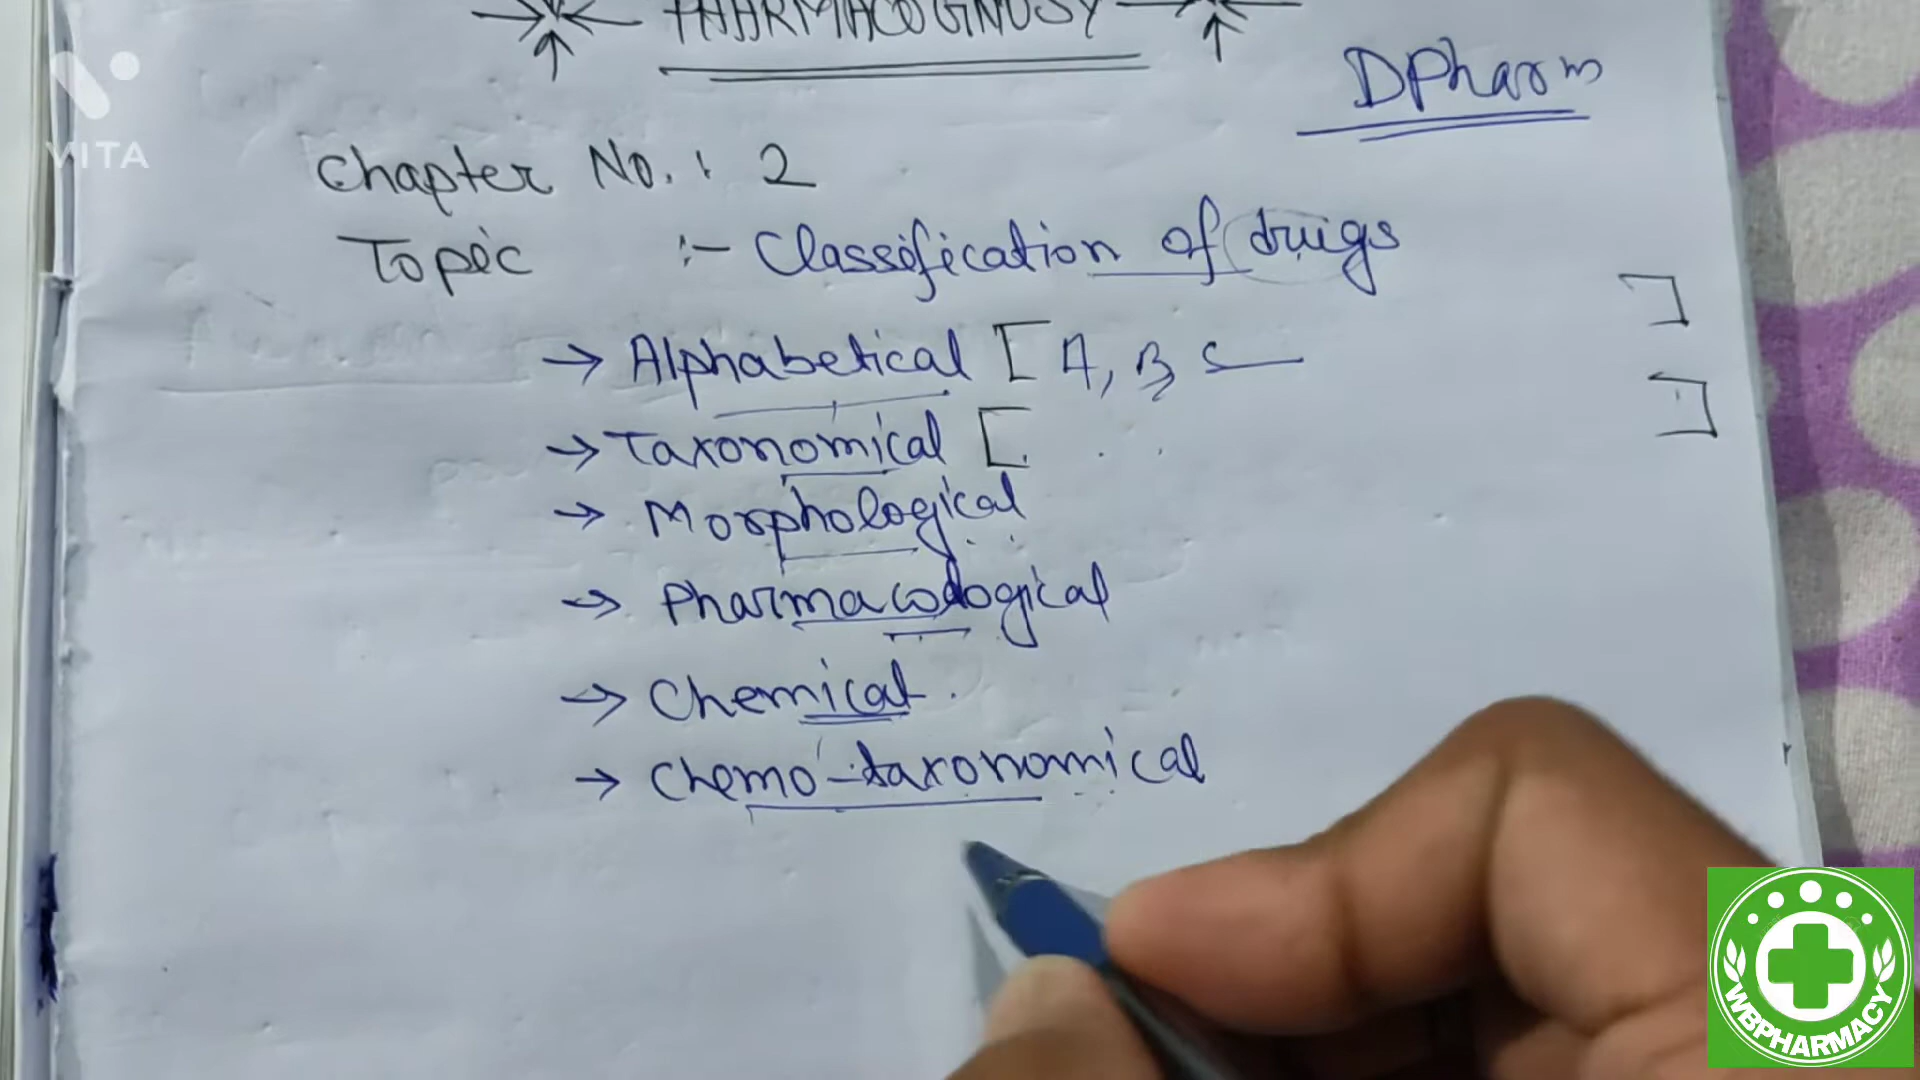 PHARMACOGNOSY
DPharm
VITA
Chapter No. : 2
Topic :- Classification of drugs
→ Alphabetical [ A, B, C — ]
→ Taxonomical [ ]
→ Morphological
→ Pharmacological
→ Chemical
→ Chemo-taxonomical
WBPHARMACY